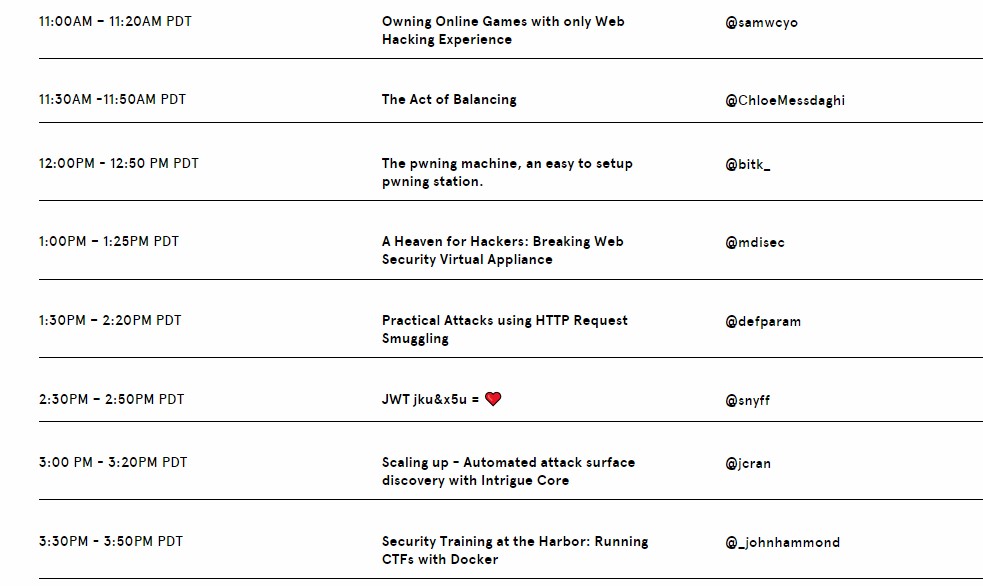 11:00AM – 11:20AM PDT Owning Online Games with only Web @samwcyo
Hacking Experience
11:30AM -11:50AM PDT The Act of Balancing @ChloeMessdaghi
12:00PM - 12:50 PM PDT The pwning machine, an easy to setup @bitk_
pwning station.
1:00PM – 1:25PM PDT A Heaven for Hackers: Breaking Web @mdisec
Security Virtual Appliance
1:30PM – 2:20PM PDT Practical Attacks using HTTP Request @defparam
Smuggling
2:30PM – 2:50PM PDT JWT jku&x5u = ❤️ @snyff
3:00 PM - 3:20PM PDT Scaling up - Automated attack surface @jcran
discovery with Intrigue Core
3:30PM - 3:50PM PDT Security Training at the Harbor: Running @_johnhammond
CTFs with Docker